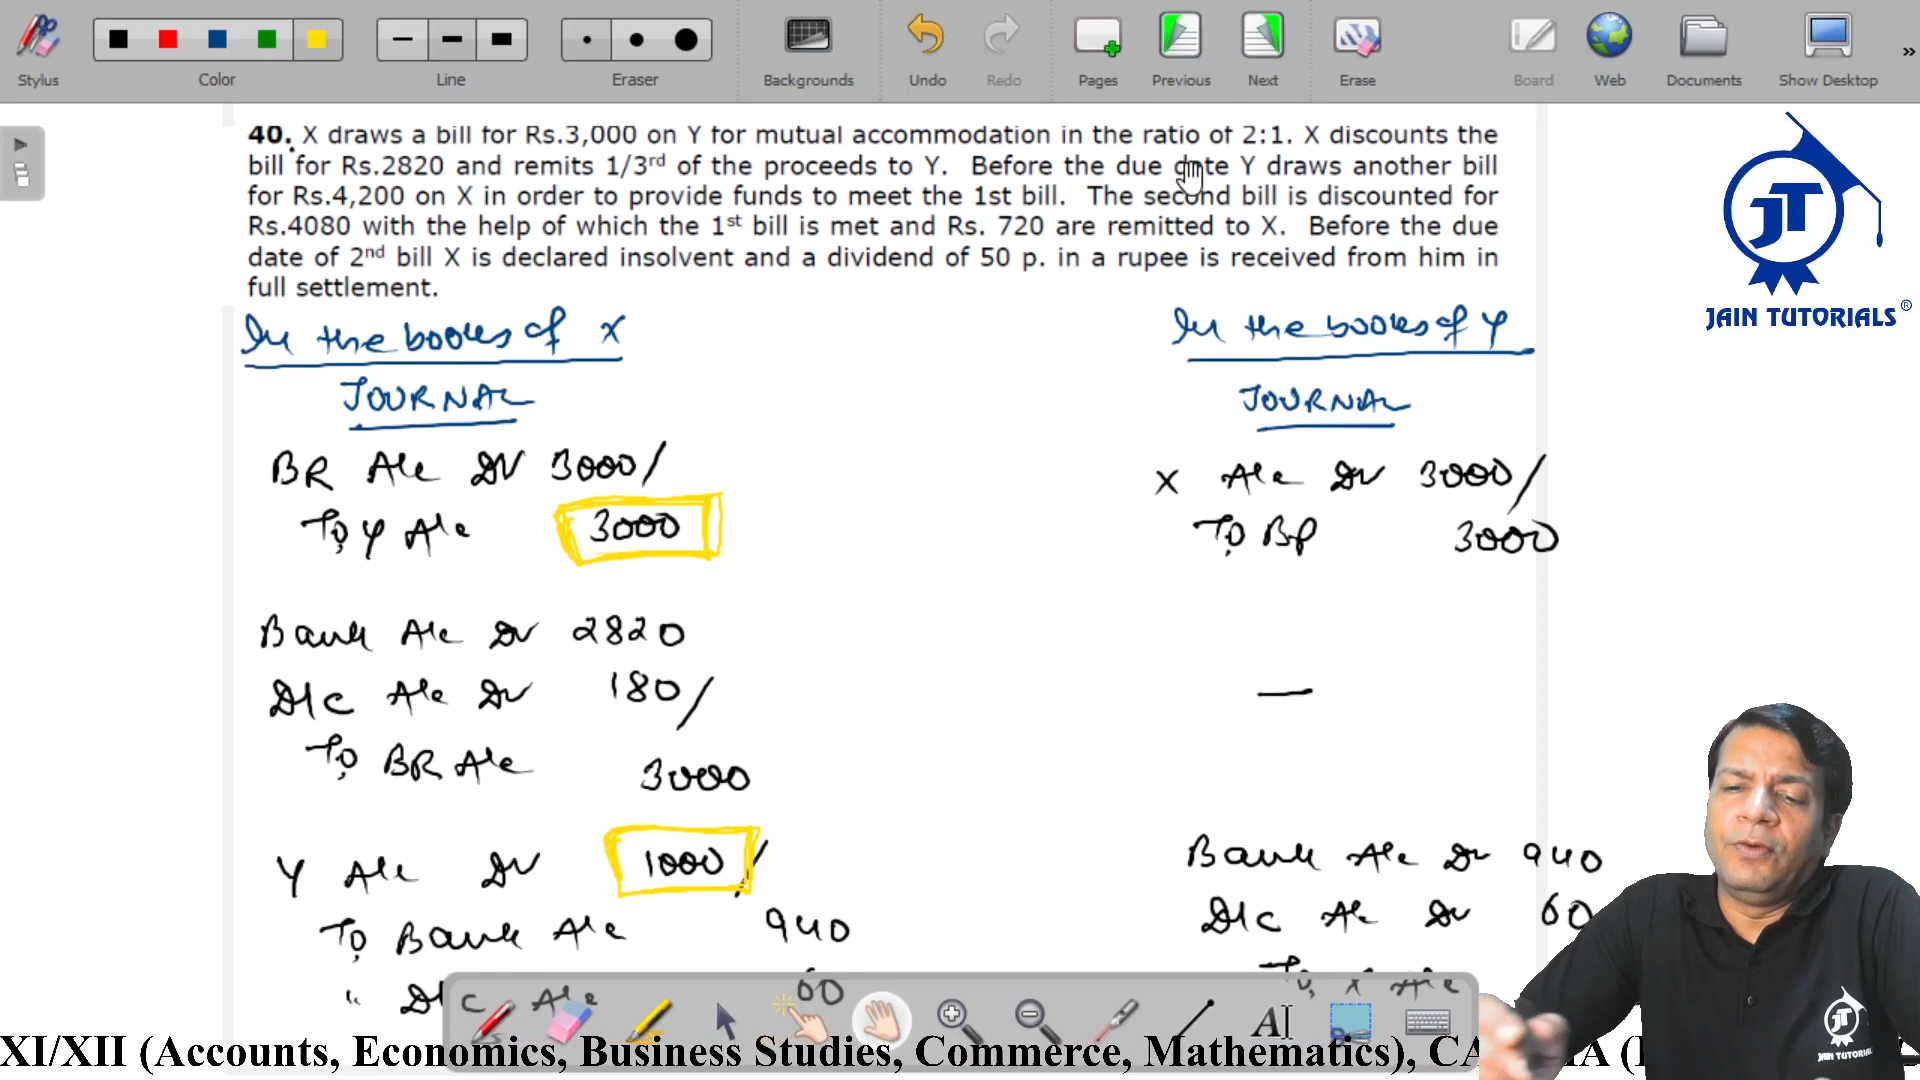 Stylus
Color
Line
Eraser
Backgrounds
Undo
Redo
Pages
Previous
Next
Erase
Board
Web
Documents
Show Desktop
»
40. X draws a bill for Rs.3,000 on Y for mutual accommodation in the ratio of 2:1. X discounts the
bill for Rs.2820 and remits 1/3rd of the proceeds to Y. Before the due date Y draws another bill
for Rs.4,200 on X in order to provide funds to meet the 1st bill. The second bill is discounted for
Rs.4080 with the help of which the 1st bill is met and Rs. 720 are remitted to X. Before the due
date of 2nd bill X is declared insolvent and a dividend of 50 p. in a rupee is received from him in
full settlement.
JT
JAIN TUTORIALS®
In the books of X
JOURNAL
BR A/c Dr 3000/
To Y A/c 3000
Bank A/c Dr 2820
D/c A/c Dr 180/
To BR A/c 3000
Y A/c Dr 1000/
To Bank A/c 940
" D/c A/c 60
In the books of Y
JOURNAL
X A/c Dr 3000/
To BP 3000
—
Bank A/c Dr 940
D/c A/c Dr 60
To X A/c
AI
JT
JAIN TUTORIALS
XI/XII (Accounts, Economics, Business Studies, Commerce, Mathematics), CA